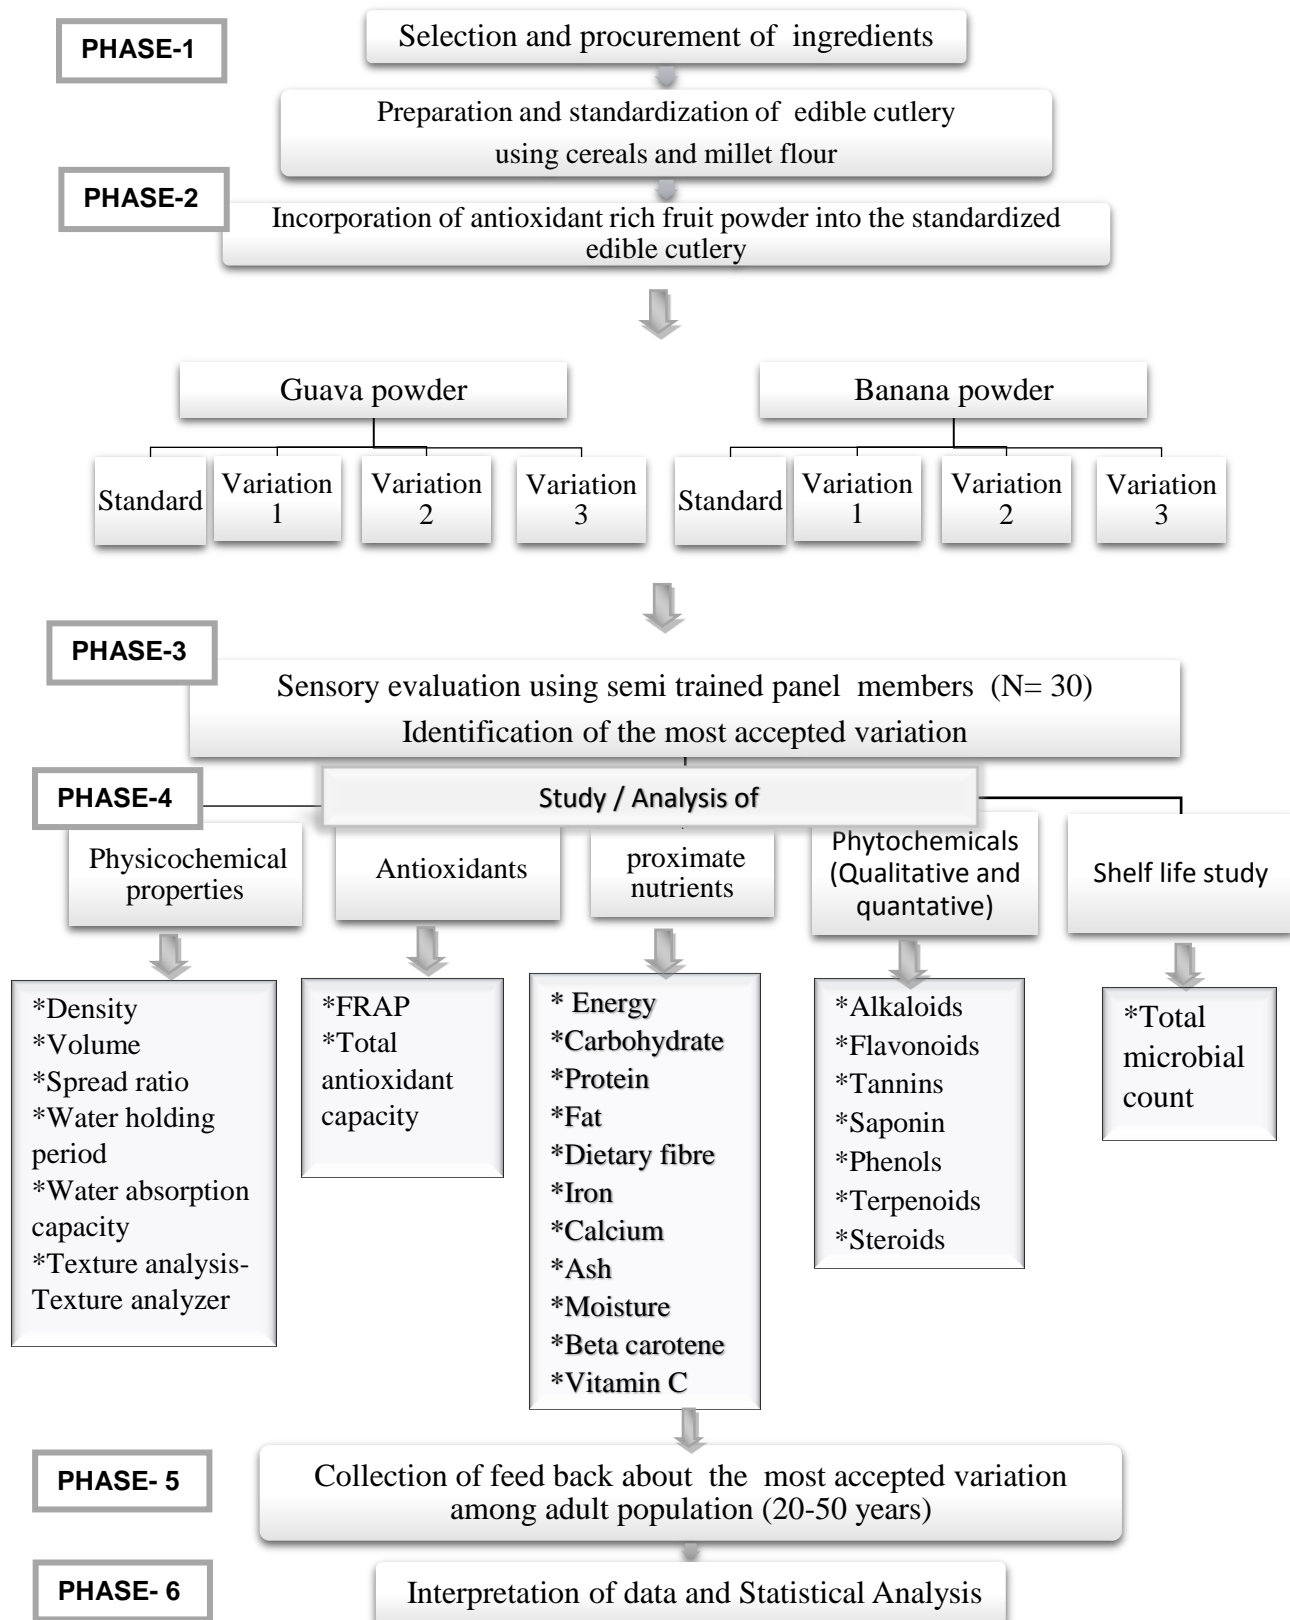 PHASE-1
Selection and procurement of ingredients
Preparation and standardization of edible cutlery
using cereals and millet flour
PHASE-2
Incorporation of antioxidant rich fruit powder into the standardized
edible cutlery
Guava powder
Banana powder
Standard
Variation
1
Variation
2
Variation
3
Standard
Variation
1
Variation
2
Variation
3
PHASE-3
Sensory evaluation using semi trained panel members (N= 30)
Identification of the most accepted variation
PHASE-4
Study / Analysis of
Physicochemical
properties
Antioxidants
proximate
nutrients
Phytochemicals
(Qualitative and
quantative)
Shelf life study
*Density
*Volume
*Spread ratio
*Water holding
period
*Water absorption
capacity
*Texture analysis-
Texture analyzer
*FRAP
*Total
antioxidant
capacity
* Energy
*Carbohydrate
*Protein
*Fat
*Dietary fibre
*Iron
*Calcium
*Ash
*Moisture
*Beta carotene
*Vitamin C
*Alkaloids
*Flavonoids
*Tannins
*Saponin
*Phenols
*Terpenoids
*Steroids
*Total
microbial
count
PHASE- 5
Collection of feed back about the most accepted variation
among adult population (20-50 years)
PHASE- 6
Interpretation of data and Statistical Analysis